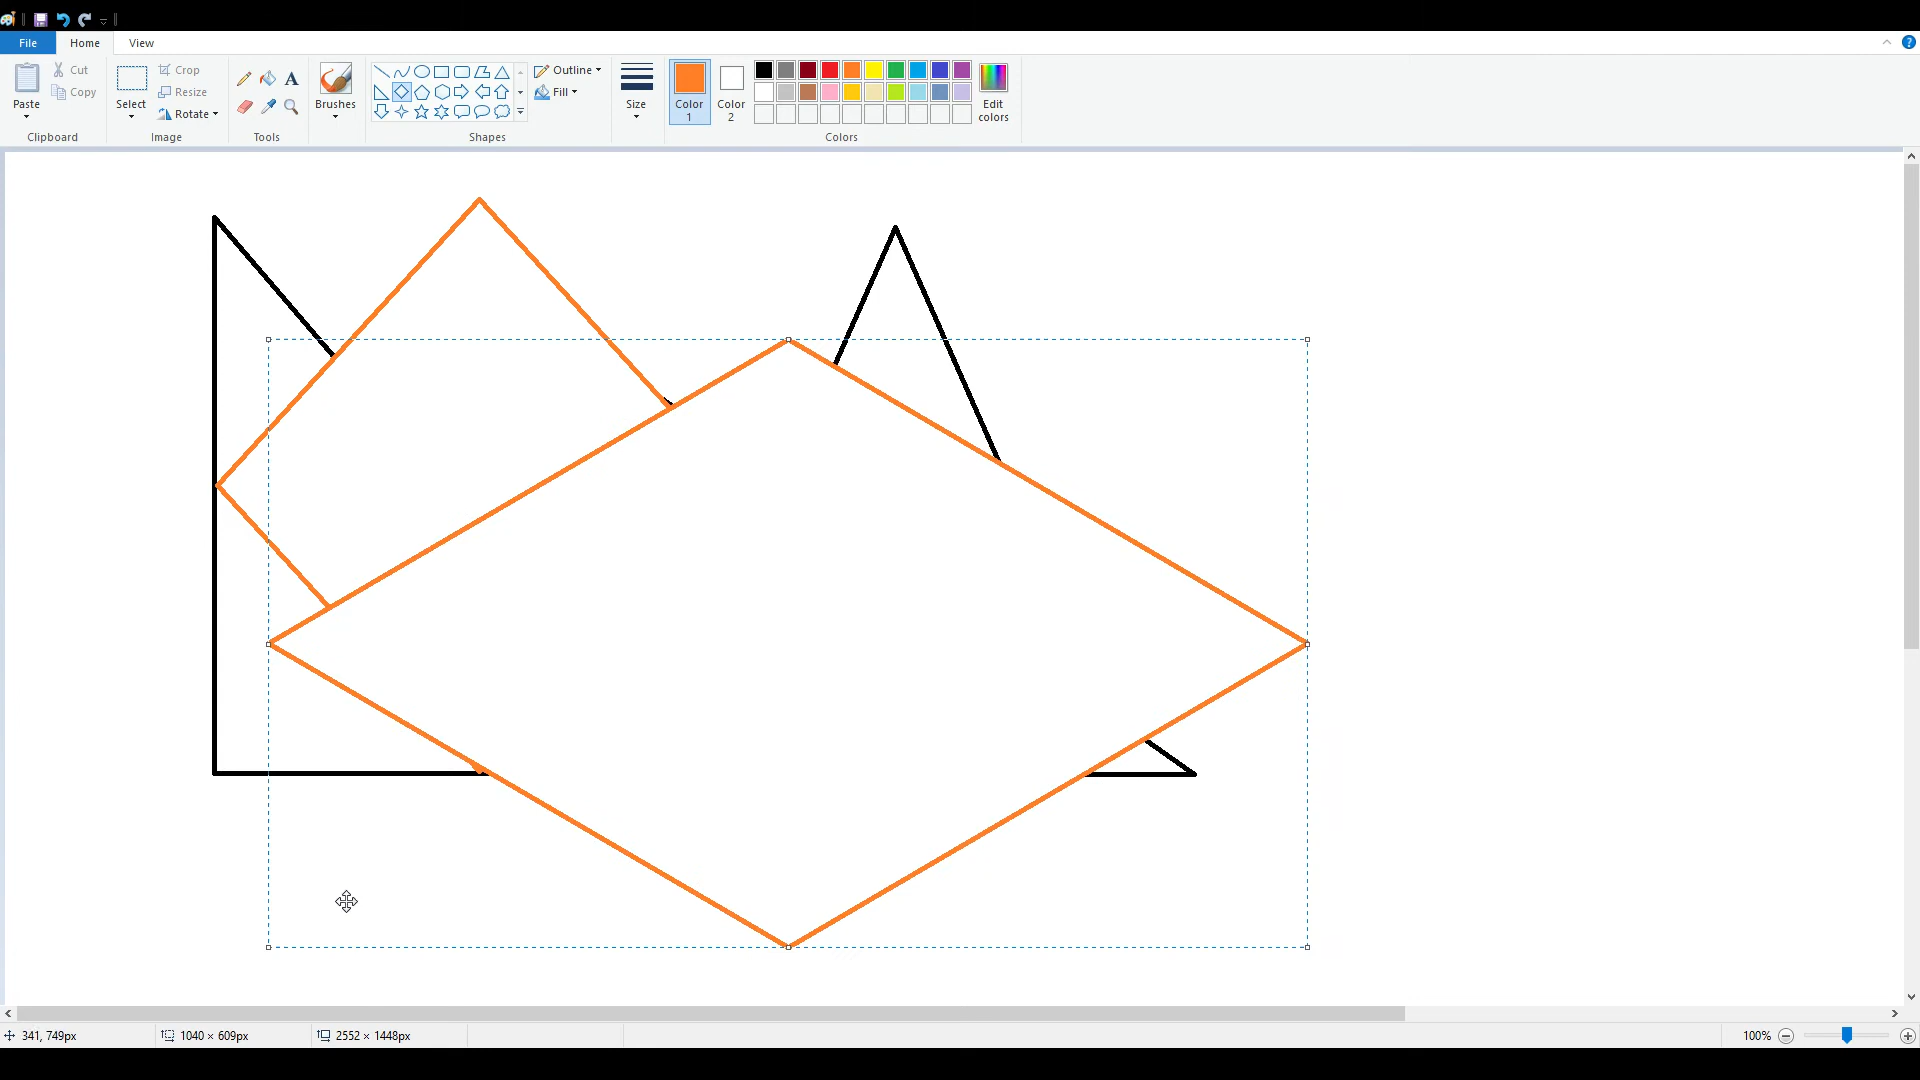 File Home View
?
Paste
Cut
Copy
Clipboard
Select
Crop
Resize
Rotate
Image
A
Tools
Brushes
Shapes
Outline
Fill
Size
Color 1
Color 2
Edit colors
Colors
341, 749px 1040 × 609px 2552 × 1448px 100%